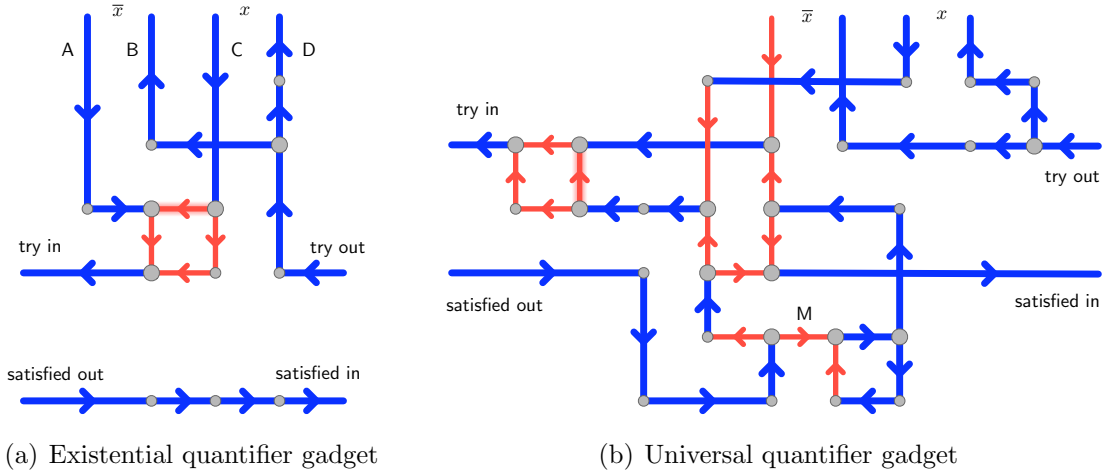 x̅ x
A B C D
try in try out
satisfied out satisfied in
(a) Existential quantifier gadget
x̅ x
try in
try out
satisfied out satisfied in
M
(b) Universal quantifier gadget